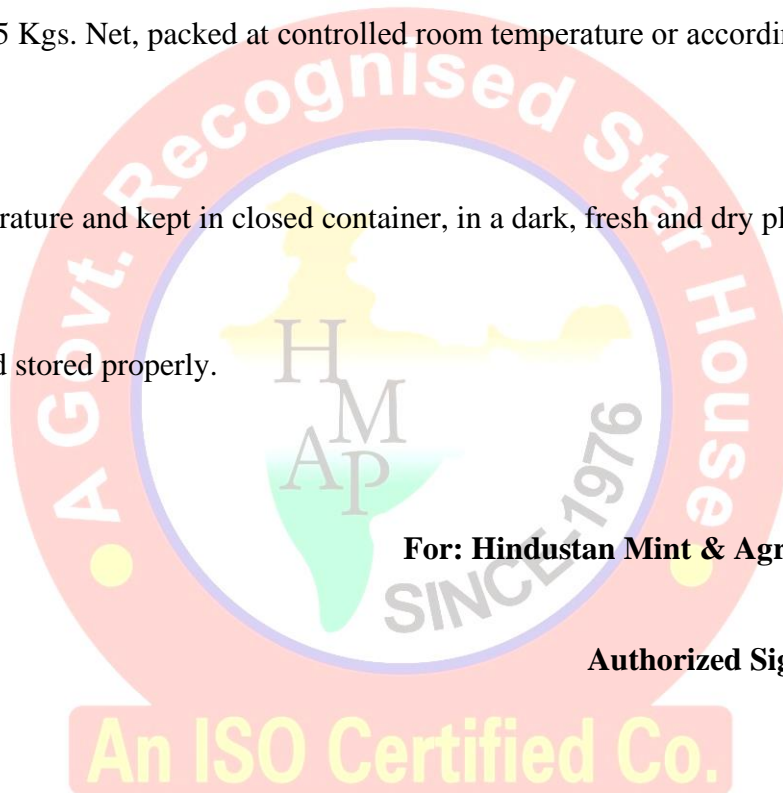 5 Kgs. Net, packed at controlled room temperature or accordi
A Govt. Recognised Star House
rature and kept in closed container, in a dark, fresh and dry pl
d stored properly.
H
M
AP
SINCE-1976
For: Hindustan Mint & Agr
Authorized Sig
An ISO Certified Co.